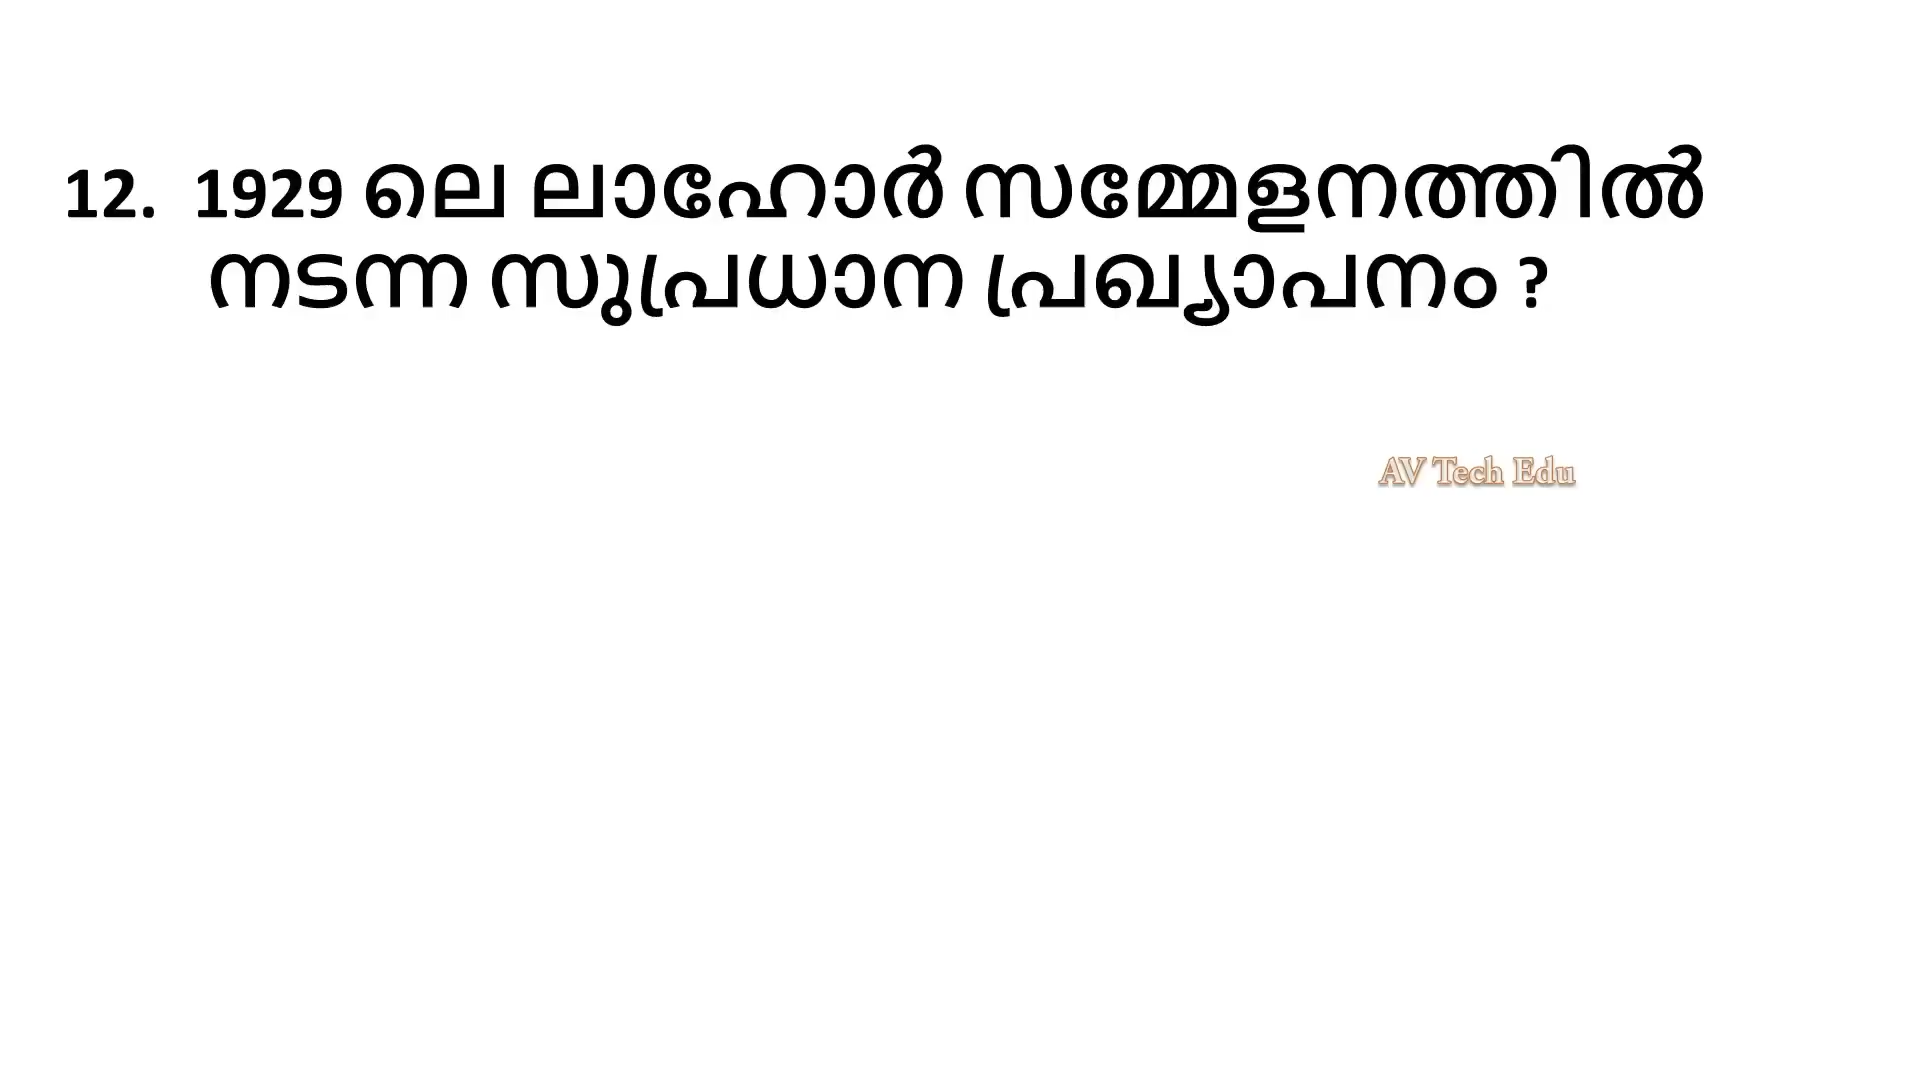 12. 1929 ലെ ലാഹോർ സമ്മേളനത്തിൽ
നടന്ന സുപ്രധാന പ്രഖ്യാപനം ?
AV Tech Edu